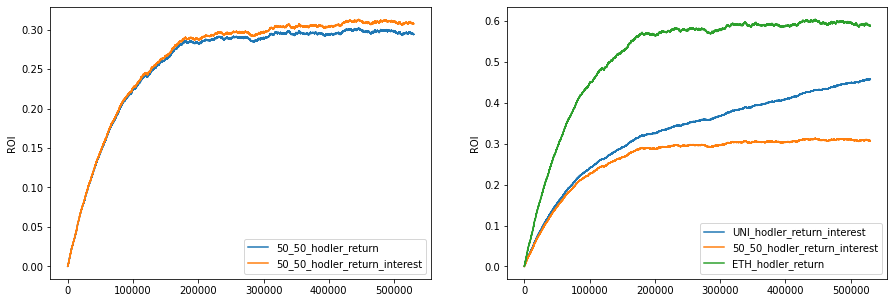 ROI
0.30
0.25
0.20
0.15
0.10
0.05
0.00
0 100000 200000 300000 400000 500000
50_50_hodler_return
50_50_hodler_return_interest
ROI
0.6
0.5
0.4
0.3
0.2
0.1
0.0
0 100000 200000 300000 400000 500000
UNI_hodler_return_interest
50_50_hodler_return_interest
ETH_hodler_return